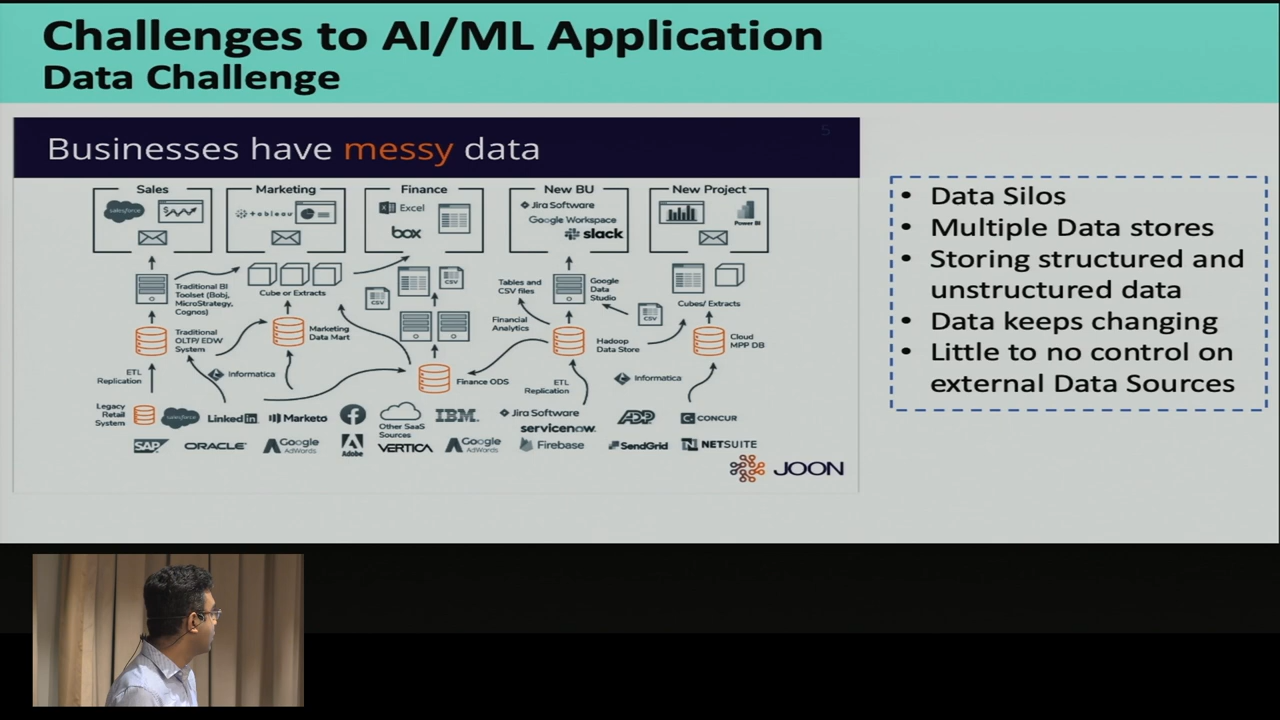 Challenges to AI/ML Application
Data Challenge
5
Businesses have messy data
Sales
Marketing
Finance
New BU
New Project
salesforce
tableau
Excel
box
Jira Software
Google Workspace
slack
Power BI
Traditional BI
Toolset (Bobj,
MicroStrategy,
Cognos)
Cube or Extracts
CSV
CSV
Tables and
CSV files
Google
Data
Studio
CSV
Cubes/ Extracts
Traditional
OLTP/ EDW
System
Marketing
Data Mart
Financial
Analytics
Hadoop
Data Store
Cloud
MPP DB
ETL
Replication
Informatica
Finance ODS
ETL
Replication
Informatica
Legacy
Retail
System
salesforce
Linkedin
Marketo
Other SaaS
Sources
IBM
Jira Software
servicenow
ADP
CONCUR
SAP
ORACLE
Google
AdWords
Adobe
VERTICA
Google
AdWords
Firebase
SendGrid
NETSUITE
JOON
• Data Silos
• Multiple Data stores
• Storing structured and
unstructured data
• Data keeps changing
• Little to no control on
external Data Sources